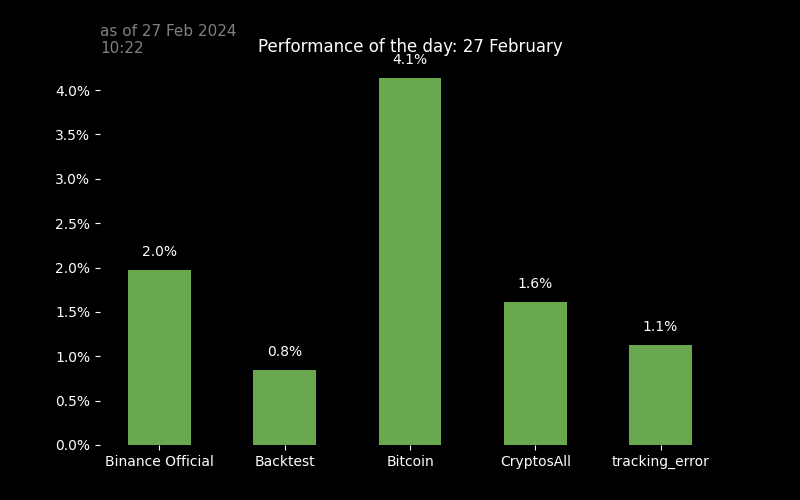 as of 27 Feb 2024
10:22
Performance of the day: 27 February
4.1%
4.0%
3.5%
3.0%
2.5%
2.0%
1.5%
1.0%
0.5%
0.0%
2.0%
0.8%
1.6%
1.1%
Binance Official
Backtest
Bitcoin
CryptosAll
tracking_error